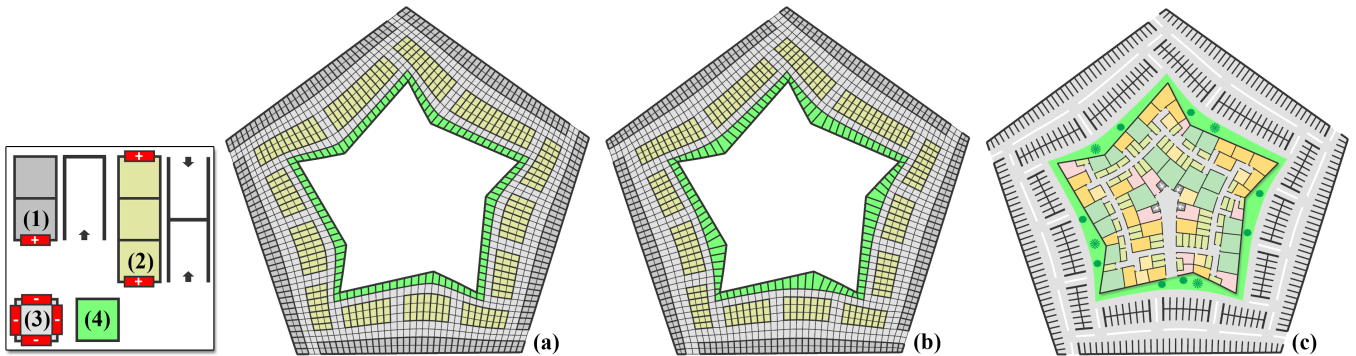 +
(1)
+
(2)
+
-
- (3) -
-
(4)
(a)
(b)
(c)